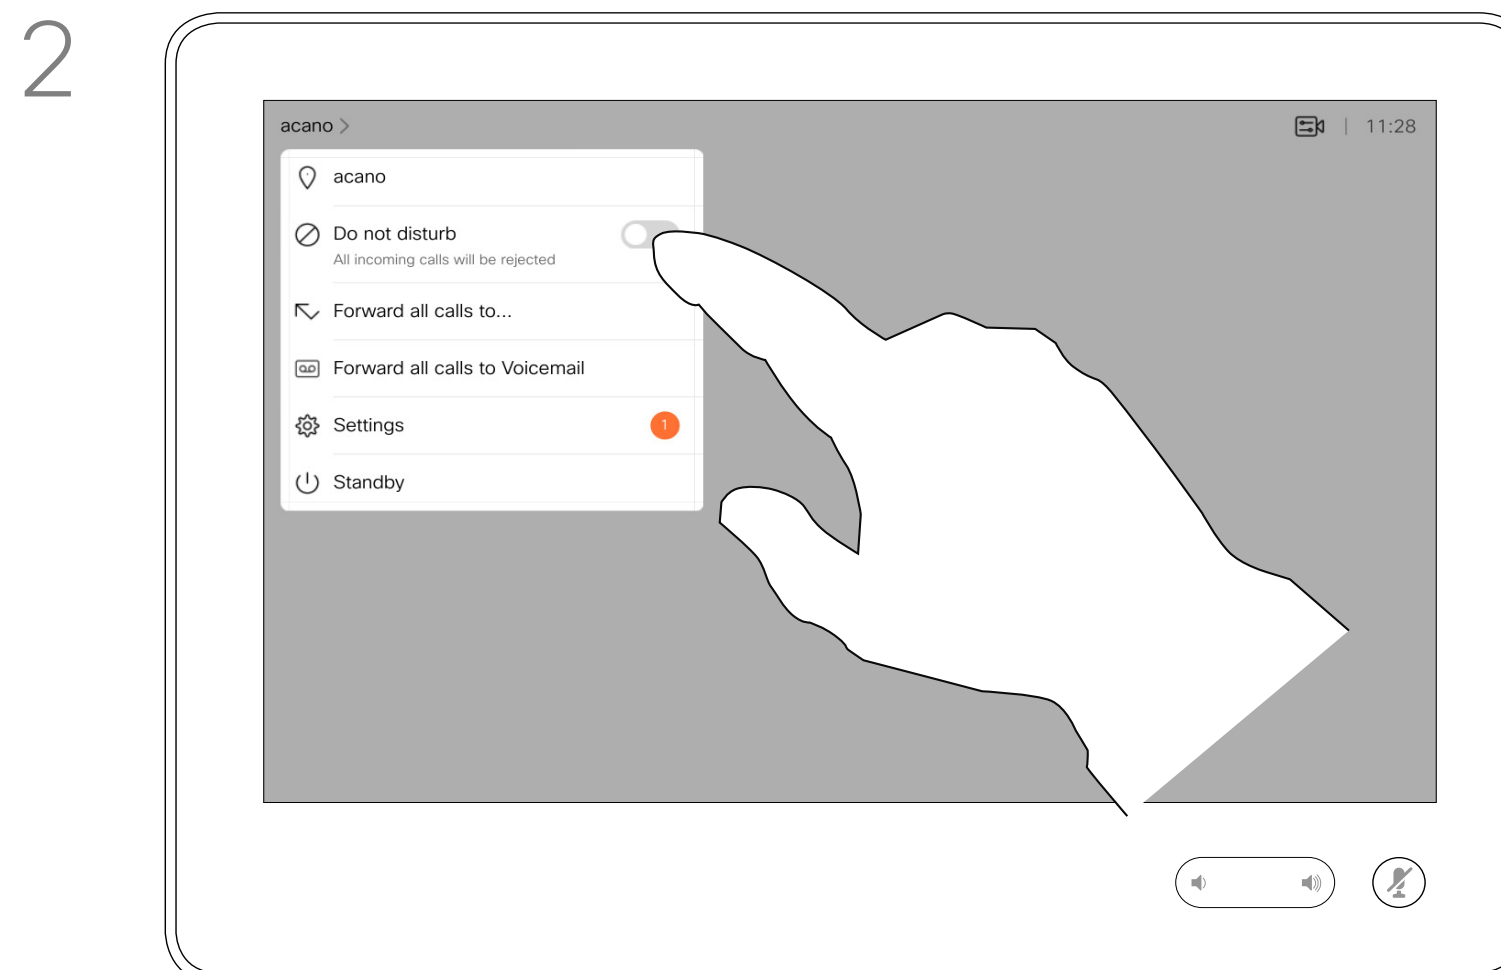 2
acano
11:28
acano
Do not disturb
All incoming calls will be rejected
Forward all calls to...
Forward all calls to Voicemail
Settings
1
Standby